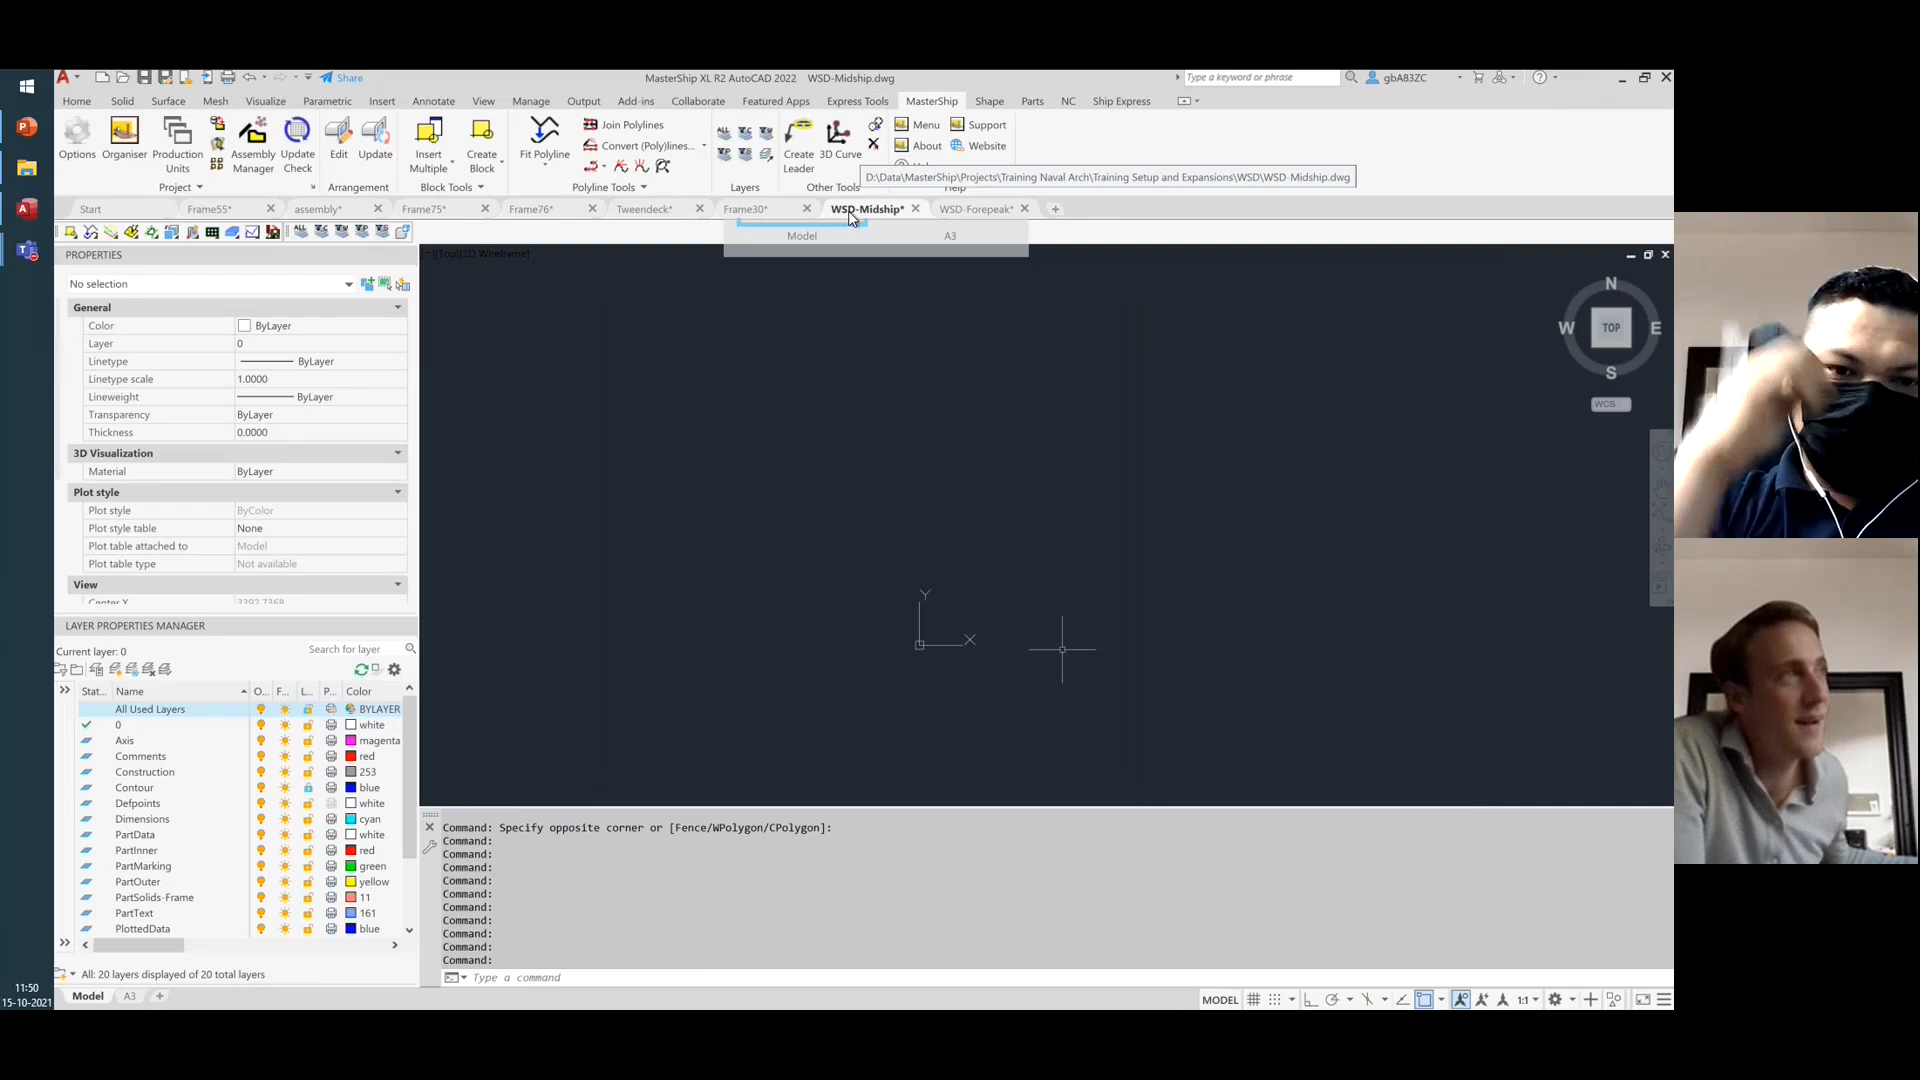 Share
MasterShip XL R2 AutoCAD 2022 WSD-Midship.dwg
Type a keyword or phrase
gbA83ZC
Home Solid Surface Mesh Visualize Parametric Insert Annotate View Manage Output Add-ins Collaborate Featured Apps Express Tools MasterShip Shape Parts NC Ship Express
Join Polylines
Convert (Poly)lines...
Menu Support
About Website
Options Organiser Production Units Assembly Manager Update Check Edit Update Insert Multiple Create Block Fit Polyline Create Leader 3D Curve
D:\Data\MasterShip\Projects\Training Naval Arch\Training Setup and Expansions\WSD\WSD-Midship.dwg
Project Arrangement Block Tools Polyline Tools Layers Other Tools Help
Start Frame55* assembly* Frame75* Frame76* Tweendeck* Frame30* WSD-Midship* WSD-Forepeak*
Model A3
[−][Top][2D Wireframe]
PROPERTIES
No selection
General
Color ByLayer
Layer 0
Linetype ByLayer
Linetype scale 1.0000
Lineweight ByLayer
Transparency ByLayer
Thickness 0.0000
3D Visualization
Material ByLayer
Plot style
Plot style ByColor
Plot style table None
Plot table attached to Model
Plot table type Not available
View
Center X 3392.7368
N
W TOP E
S
WCS
Y
X
LAYER PROPERTIES MANAGER
Current layer: 0
Search for layer
Stat... Name O... F... L... P... Color
All Used Layers BYLAYER
0 white
Axis magenta
Comments red
Construction 253
Contour blue
Defpoints white
Dimensions cyan
PartData white
PartInner red
PartMarking green
PartOuter yellow
PartSolids-Frame 11
PartText 161
PlottedData blue
All: 20 layers displayed of 20 total layers
Command: Specify opposite corner or [Fence/WPolygon/CPolygon]:
Command:
Command:
Command:
Command:
Command:
Command:
Command:
Command:
Command:
Command:
Type a command
Model A3
MODEL 1:1
11:50
15-10-2021